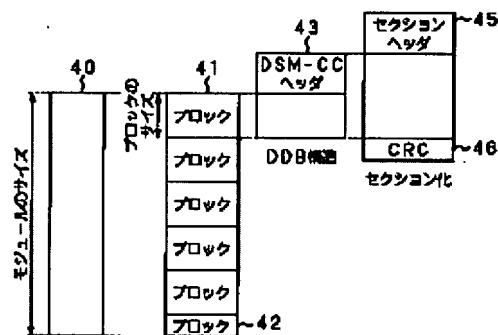 セクション
ヘッダ
45
43
DSM-CC
ヘッダ
40
41
ブロックの
サイズ
ブロック
ブロック
ブロック
ブロック
ブロック
ブロック
42
モジュールのサイズ
DDB構造
CRC
46
セクション化